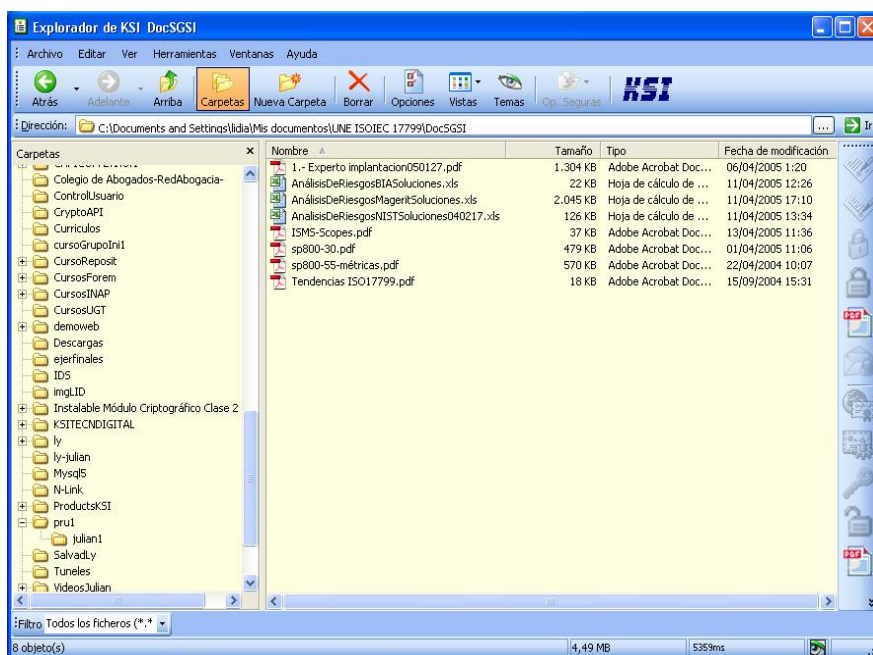 Explorador de KSI DocSGSI
Archivo Editar Ver Herramientas Ventanas Ayuda
Atrás Adelante Arriba Carpetas Nueva Carpeta Borrar Opciones Vistas Temas Op. Seguras KSI
Dirección: C:\Documents and Settings\lidia\Mis documentos\UNE ISOIEC 17799\DocSGSI ... Ir
Carpetas x
Colegio de Abogados-RedAbogacia-
ControlUsuario
CryptoAPI
Curriculos
cursoGrupoIni1
CursoReposit
CursosForem
CursosINAP
CursosUGT
demoweb
Descargas
ejerfinales
IDS
imgLID
Instalable Módulo Criptográfico Clase 2
KSITECNDIGITAL
ly
ly-julian
Mysql5
N-Link
ProductsKSI
pru1
julian1
SalvadLy
Tuneles
VideosJulian
Nombre Tamaño Tipo Fecha de modificación
1.- Experto implantacion050127.pdf 1.304 KB Adobe Acrobat Doc... 06/04/2005 1:20
AnálisisDeRiesgosBIASoluciones.xls 22 KB Hoja de cálculo de ... 11/04/2005 12:26
AnálisisDeRiesgosMageritSoluciones.xls 2.045 KB Hoja de cálculo de ... 11/04/2005 17:10
AnalisisDeRiesgosNISTSoluciones040217.xls 126 KB Hoja de cálculo de ... 11/04/2005 13:34
ISMS-Scopes.pdf 37 KB Adobe Acrobat Doc... 13/04/2005 11:36
sp800-30.pdf 479 KB Adobe Acrobat Doc... 01/04/2005 11:06
sp800-55-métricas.pdf 570 KB Adobe Acrobat Doc... 22/04/2004 10:07
Tendencias ISO17799.pdf 18 KB Adobe Acrobat Doc... 15/09/2004 15:31
PDF
PDF
Filtro Todos los ficheros (*.*
8 objeto(s) 4,49 MB 5359ms